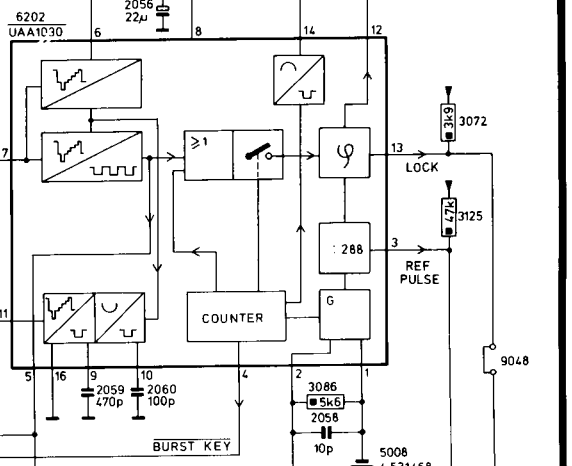 2056
22µ
6202
UAA1030
6
8
14
12
7
≥1
φ
13
LOCK
3k9
3072
47k
3125
:288
3
REF
PULSE
11
COUNTER
G
5
16
9
10
4
2
1
2059
470p
2060
100p
BURST KEY
3086
5k6
2058
10p
9048
5008